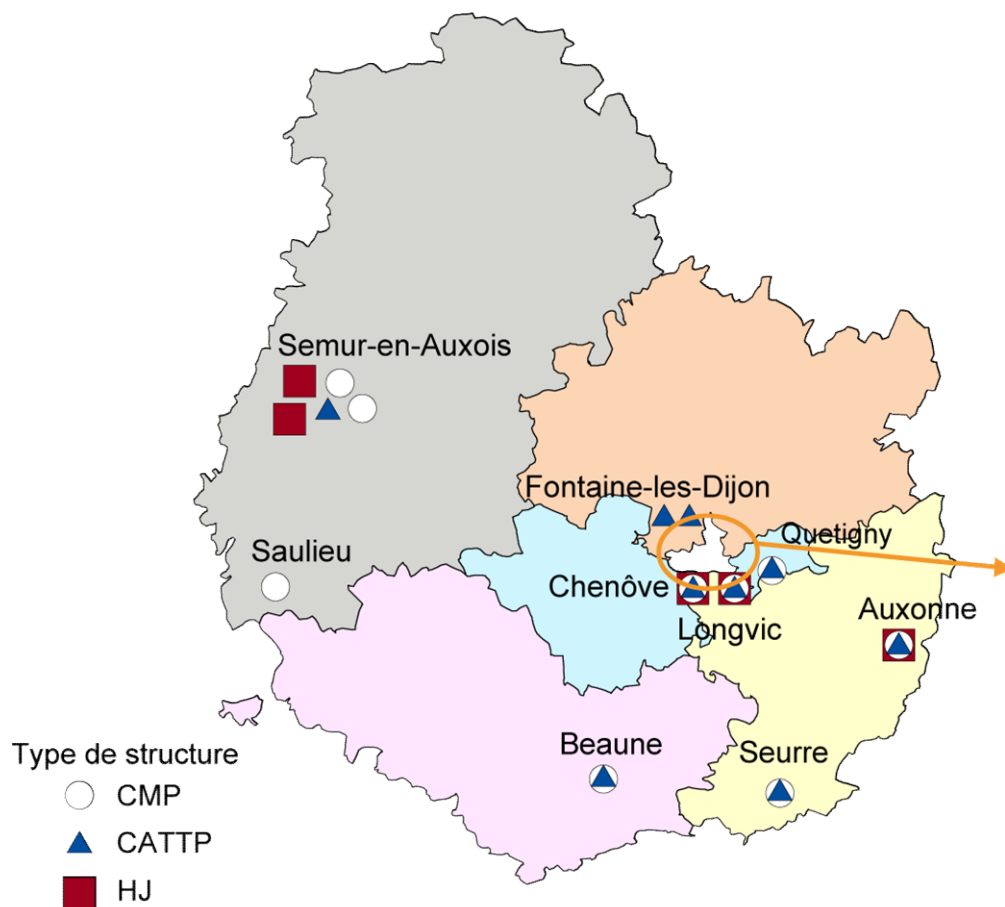 Semur-en-Auxois
Fontaine-les-Dijon
Quetigny
Saulieu
Chenôve
Auxonne
Longvic
Beaune
Seurre
Type de structure
CMP
CATTP
HJ